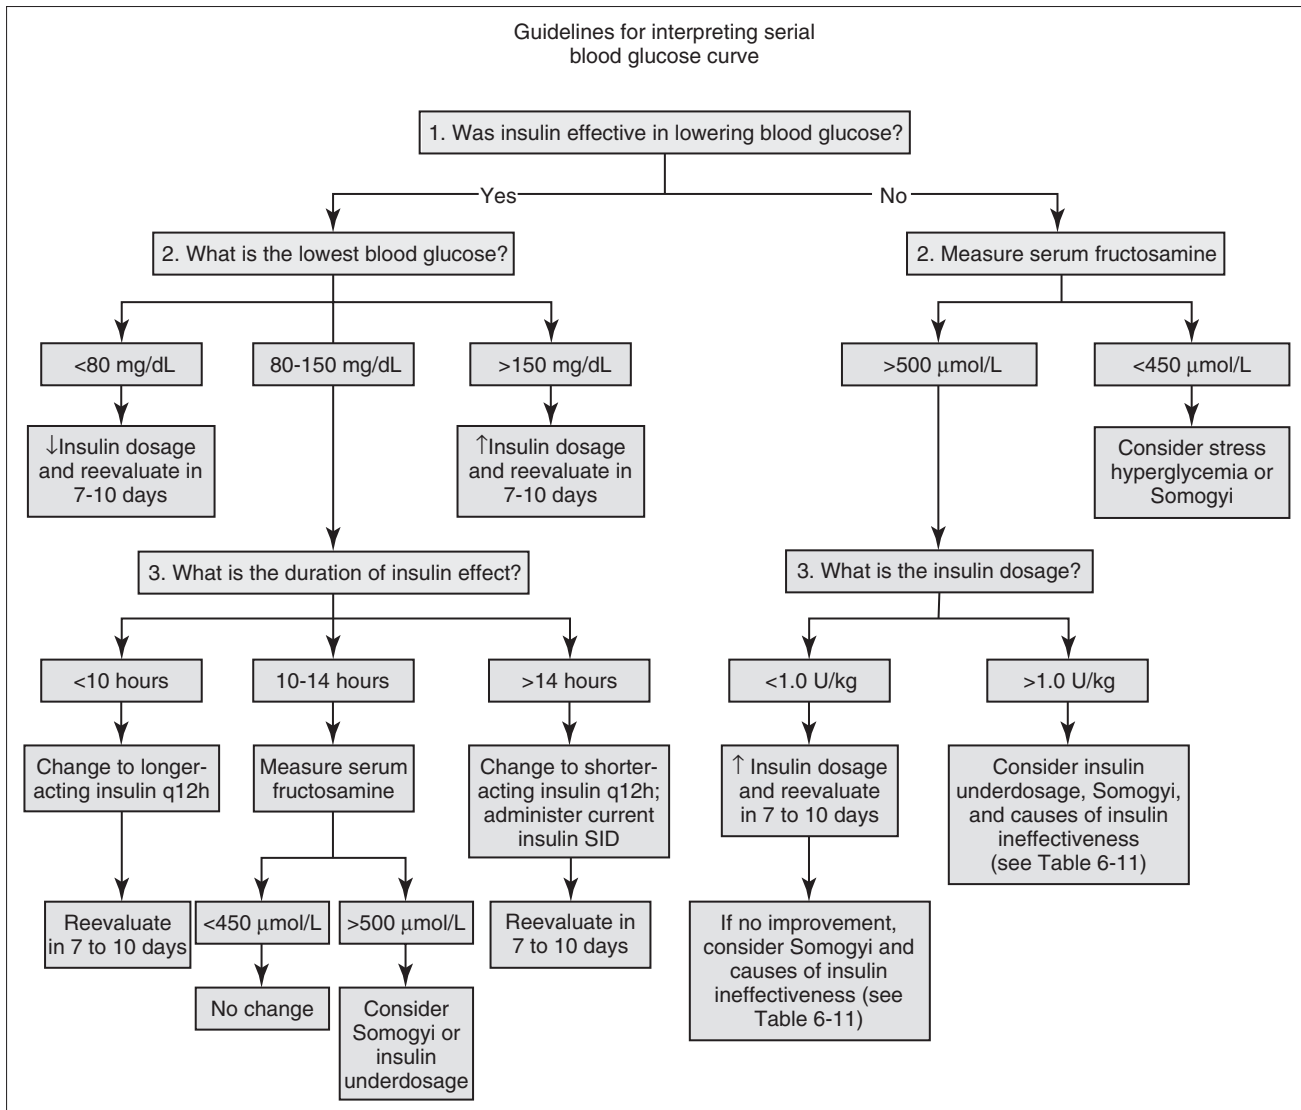 Guidelines for interpreting serial
blood glucose curve
1. Was insulin effective in lowering blood glucose?
Yes
No
2. What is the lowest blood glucose?
2. Measure serum fructosamine
<80 mg/dL
80-150 mg/dL
>150 mg/dL
>500 μmol/L
<450 μmol/L
↓Insulin dosage
and reevaluate in
7-10 days
↑Insulin dosage
and reevaluate in
7-10 days
Consider stress
hyperglycemia or
Somogyi
3. What is the duration of insulin effect?
3. What is the insulin dosage?
<10 hours
10-14 hours
>14 hours
<1.0 U/kg
>1.0 U/kg
Change to longer-
acting insulin q12h
Measure serum
fructosamine
Change to shorter-
acting insulin q12h;
administer current
insulin SID
↑ Insulin dosage
and reevaluate
in 7 to 10 days
Consider insulin
underdosage, Somogyi,
and causes of insulin
ineffectiveness
(see Table 6-11)
Reevaluate
in 7 to 10 days
<450 μmol/L
>500 μmol/L
Reevaluate in
7 to 10 days
If no improvement,
consider Somogyi and
causes of insulin
ineffectiveness (see
Table 6-11)
No change
Consider
Somogyi or
insulin
underdosage